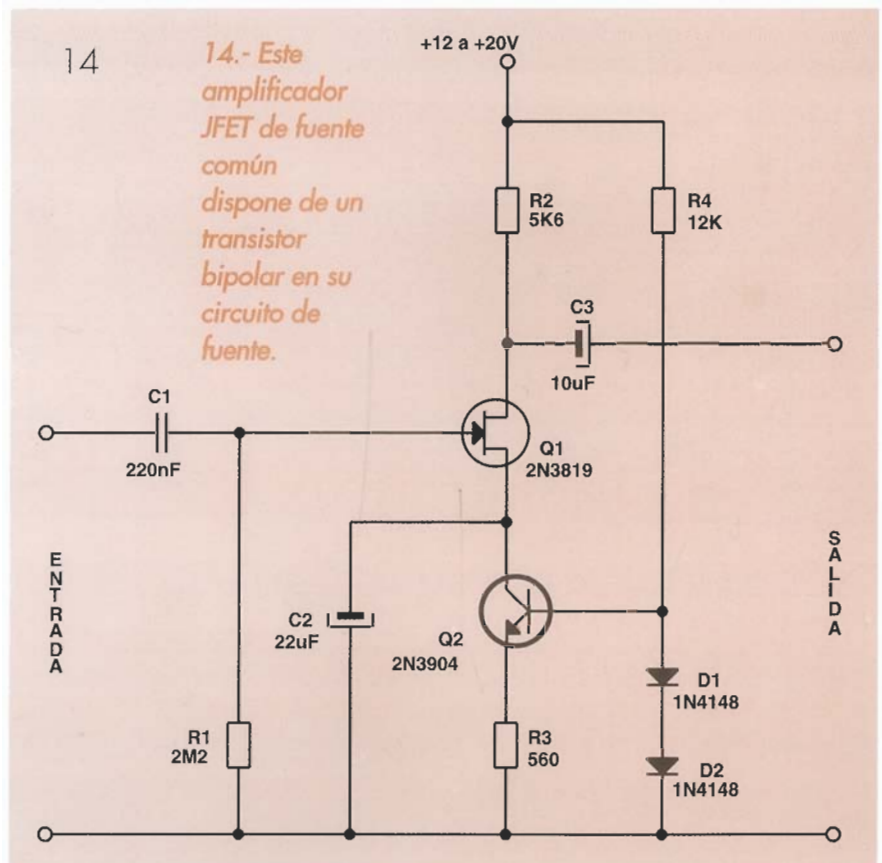 14
14.- Este
amplificador
JFET de fuente
común
dispone de un
transistor
bipolar en su
circuito de
fuente.
+12 a +20V
R2
5K6
R4
12K
C3
10uF
C1
220nF
Q1
2N3819
ENTRADA
SALIDA
C2
22uF
Q2
2N3904
D1
1N4148
R1
2M2
R3
560
D2
1N4148